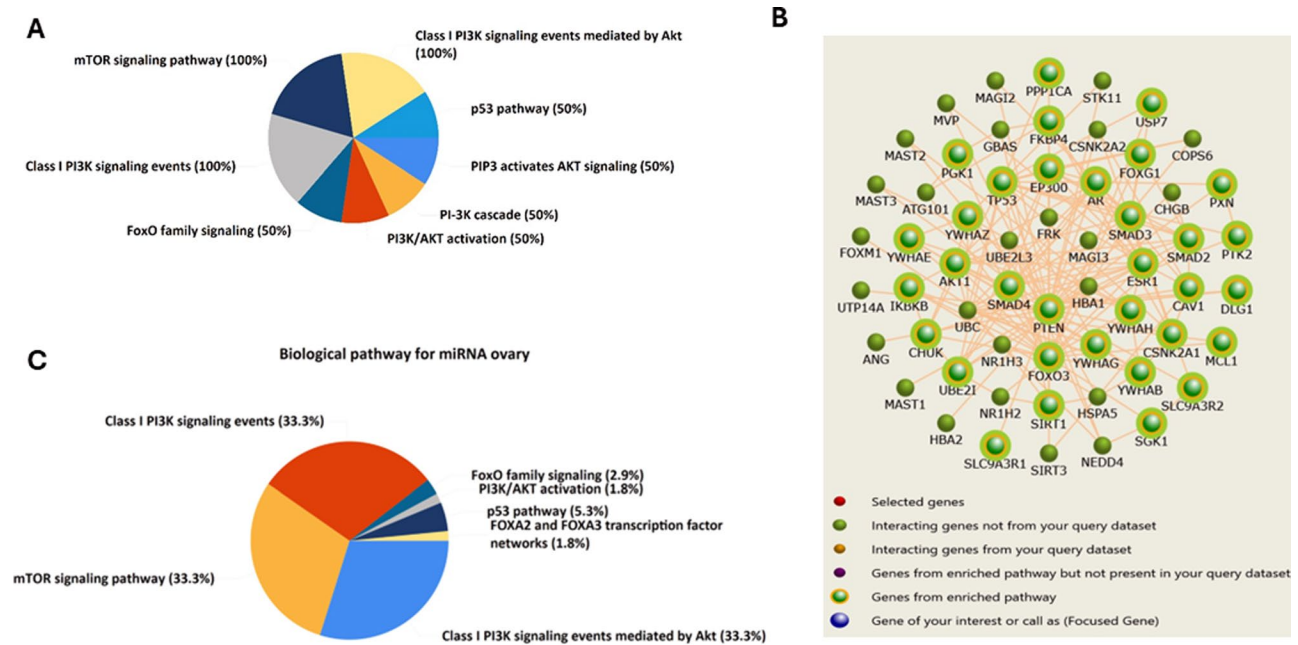 A
Class I PI3K signaling events mediated by Akt
(100%)
mTOR signaling pathway (100%)
p53 pathway (50%)
Class I PI3K signaling events (100%)
PIP3 activates AKT signaling (50%)
PI-3K cascade (50%)
FoxO family signaling (50%)
PI3K/AKT activation (50%)
B
PPP1CA
MAGI2
STK11
MVP
USP7
GBAS
FKBP4
CSNK2A2
MAST2
COPS6
PGK1
FOXG1
EP300
TP53
AR
MAST3
ATG101
CHGB
PXN
FRK
YWHAZ
SMAD3
FOXM1
YWHAE
UBE2L3
MAGI3
SMAD2
PTK2
AKT1
ESR1
UTP14A
IKBKB
SMAD4
HBA1
CAV1
DLG1
UBC
PTEN
YWHAH
ANG
CHUK
NR1H3
YWHAG
CSNK2A1
MCL1
FOXO3
MAST1
UBE2I
YWHAB
SLC9A3R2
NR1H2
SIRT1
HSPA5
HBA2
SGK1
SLC9A3R1
SIRT3
NEDD4
Selected genes
Interacting genes not from your query dataset
Interacting genes from your query dataset
Genes from enriched pathway but not present in your query dataset
Genes from enriched pathway
Gene of your interest or call as (Focused Gene)
C
Biological pathway for miRNA ovary
Class I PI3K signaling events (33.3%)
FoxO family signaling (2.9%)
PI3K/AKT activation (1.8%)
p53 pathway (5.3%)
FOXA2 and FOXA3 transcription factor
networks (1.8%)
mTOR signaling pathway (33.3%)
Class I PI3K signaling events mediated by Akt (33.3%)